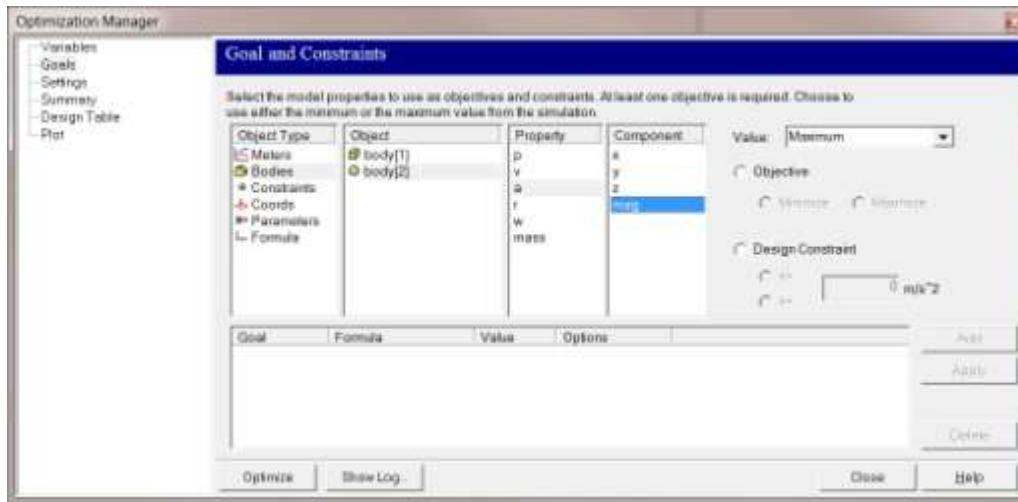 Optimization Manager
Variables
Goals
Settings
Summary
Design Table
Plot
Goal and Constraints
Select the model properties to use as objectives and constraints. At least one objective is required. Choose to
use either the minimum or the maximum value from the simulation.
Object Type
Meters
Bodies
Constraints
Coords
Parameters
Formula
Object
body[1]
body[2]
Property
p
v
a
r
w
mass
Component
x
y
z
mag
Value: Maximum
Objective
Minimize Maximize
Design Constraint
0 m/s^2
Goal Formula Value Options
Add
Apply
Delete
Optimize Show Log... Close Help